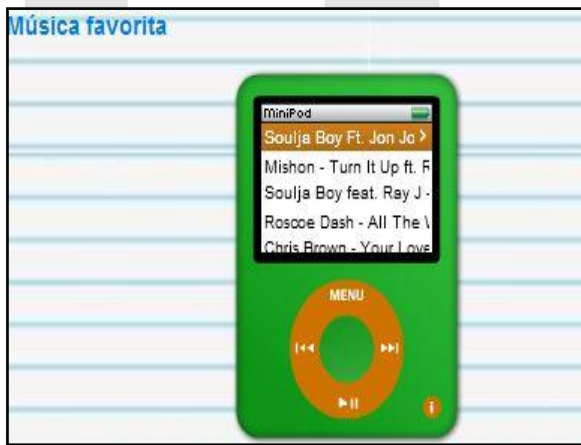 Música favorita
MiniPod
Soulja Boy Ft. Jon Jo
Mishon - Turn It Up ft. R
Soulja Boy feat. Ray J -
Roscoe Dash - All The
Chris Brown - Your Love
MENU
i